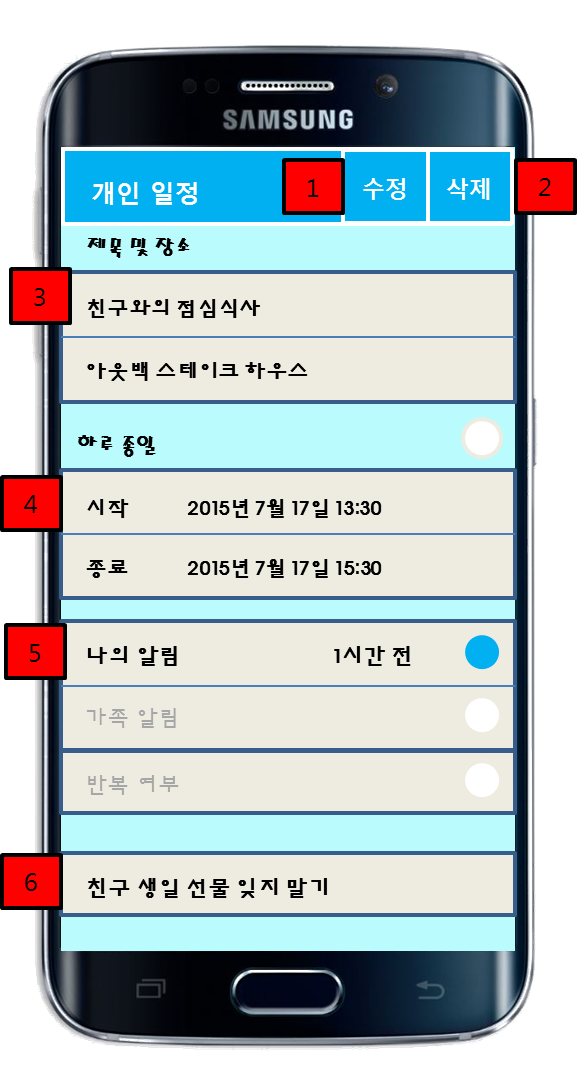 SAMSUNG
개인 일정 1 수정 삭제 2
제목 및 장소
3 친구와의 점심식사
아웃백 스테이크 하우스
하루 종일
4 시작 2015년 7월 17일 13:30
종료 2015년 7월 17일 15:30
5 나의 알림 1시간 전
가족 알림
반복 여부
6 친구 생일 선물 잊지 말기